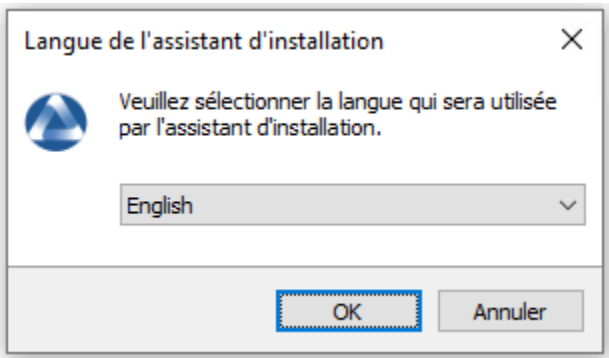 Langue de l'assistant d'installation
Veuillez sélectionner la langue qui sera utilisée
par l'assistant d'installation.
English
OK
Annuler